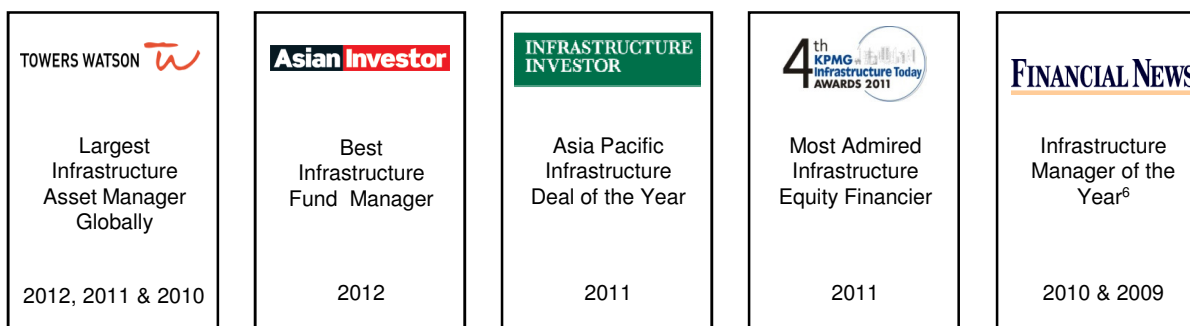 TOWERS WATSON
Largest
Infrastructure
Asset Manager
Globally
2012, 2011 & 2010
Asian Investor
Best
Infrastructure
Fund Manager
2012
INFRASTRUCTURE
INVESTOR
Asia Pacific
Infrastructure
Deal of the Year
2011
4th
KPMG
Infrastructure Today
AWARDS 2011
Most Admired
Infrastructure
Equity Financier
2011
FINANCIAL NEWS
Infrastructure
Manager of the
Year⁶
2010 & 2009